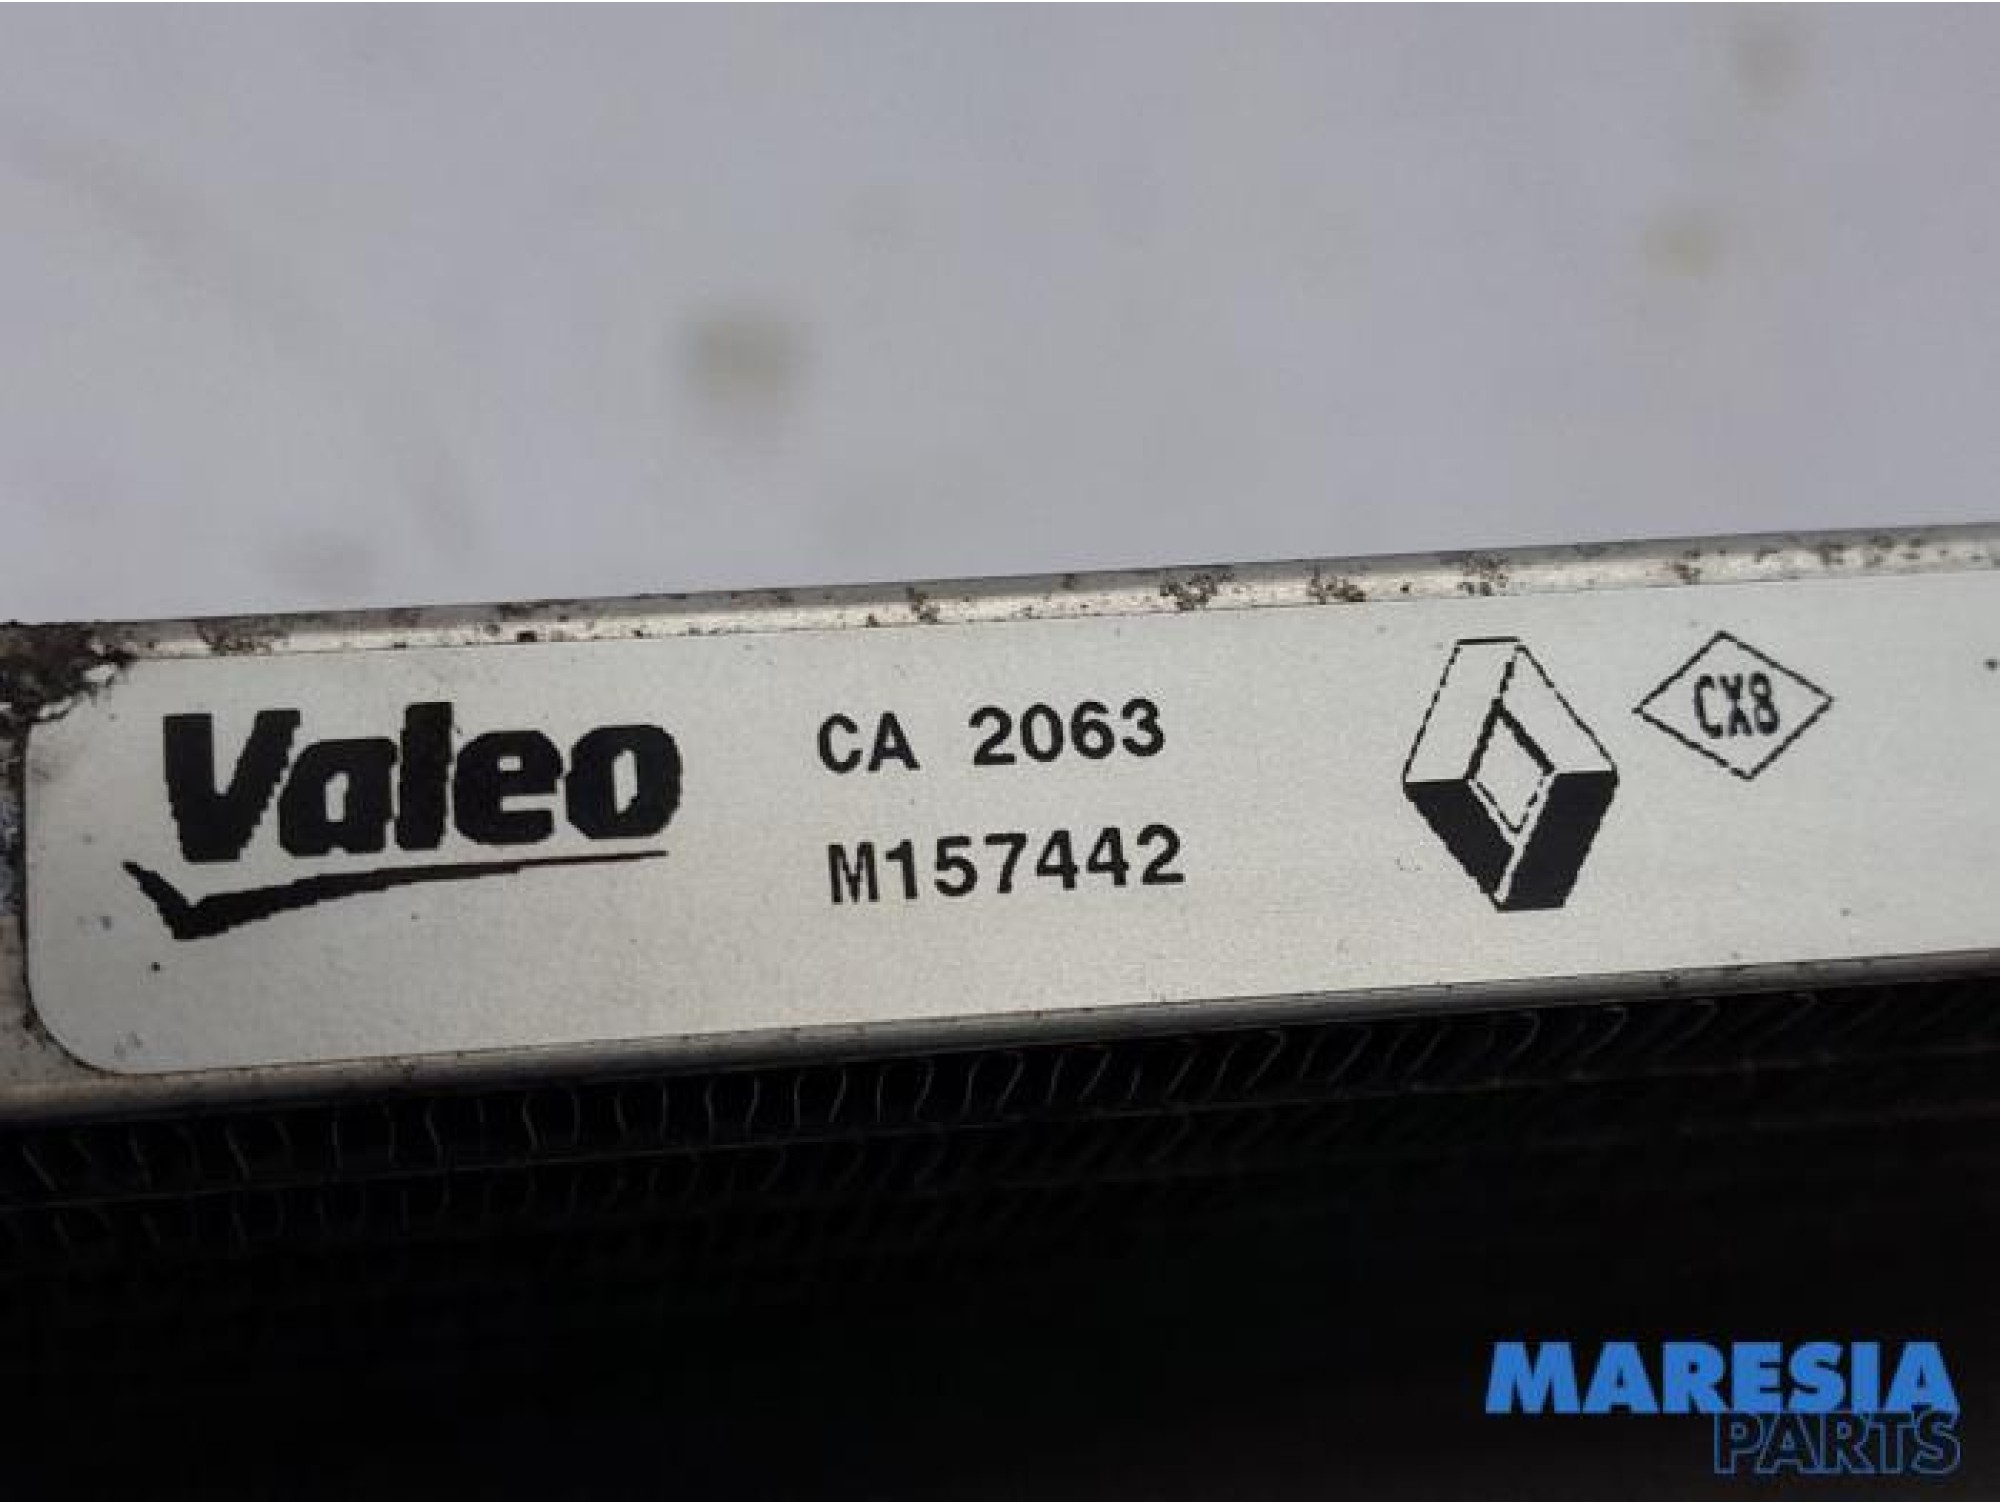 Valeo
CA 2063
M157442
CX8
MARESIA
PARTS